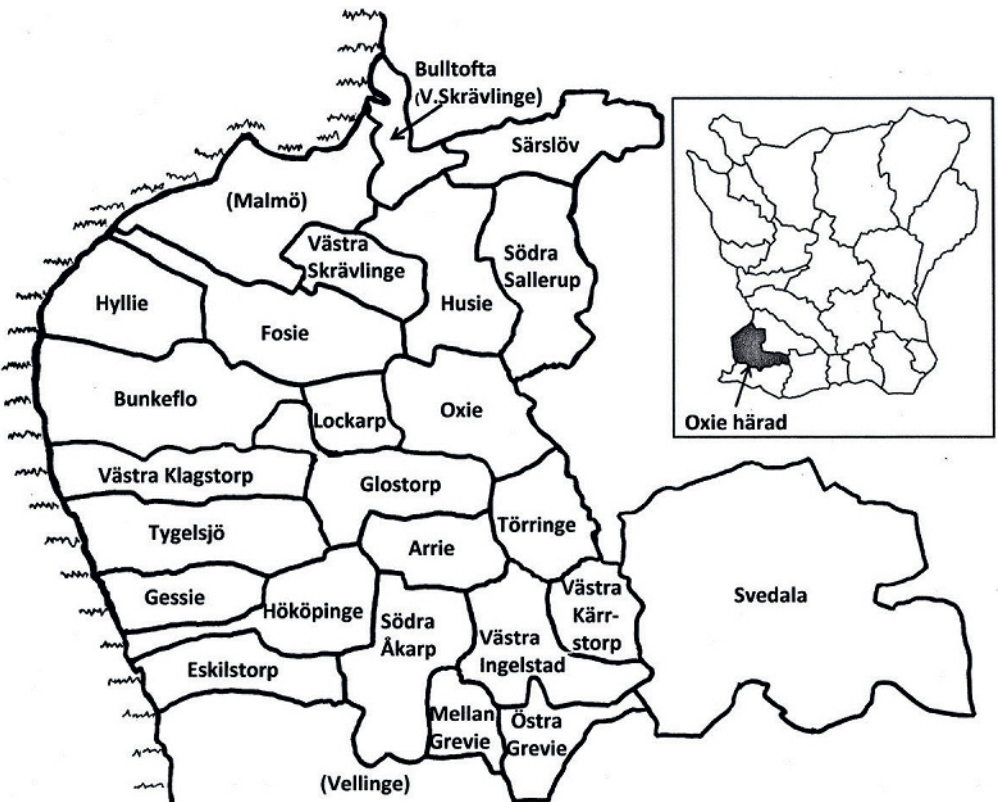 Bulltofta
(V.Skrävlinge)
Särslöv
(Malmö)
Västra
Skrävlinge
Södra
Sallerup
Hyllie
Husie
Fosie
Bunkeflo
Lockarp
Oxie
Oxie härad
Västra Klagstorp
Glostorp
Tygelsjö
Törringe
Arrie
Gessie
Hököpinge
Västra
Kärr-
storp
Svedala
Södra
Åkarp
Västra
Ingelstad
Eskilstorp
Mellan
Grevie
Östra
Grevie
(Vellinge)